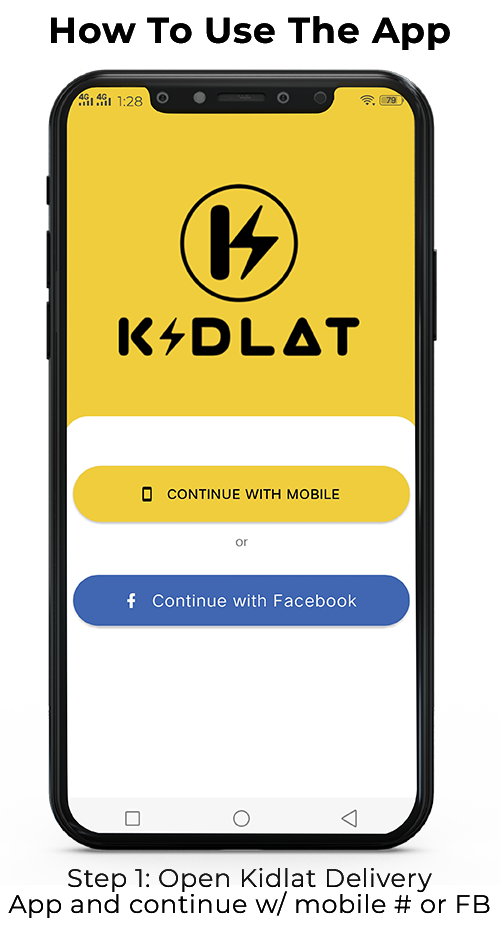 How To Use The App
4G 4G 1:28 79
K⚡DLAT
CONTINUE WITH MOBILE
or
f Continue with Facebook
Step 1: Open Kidlat Delivery
App and continue w/ mobile # or FB